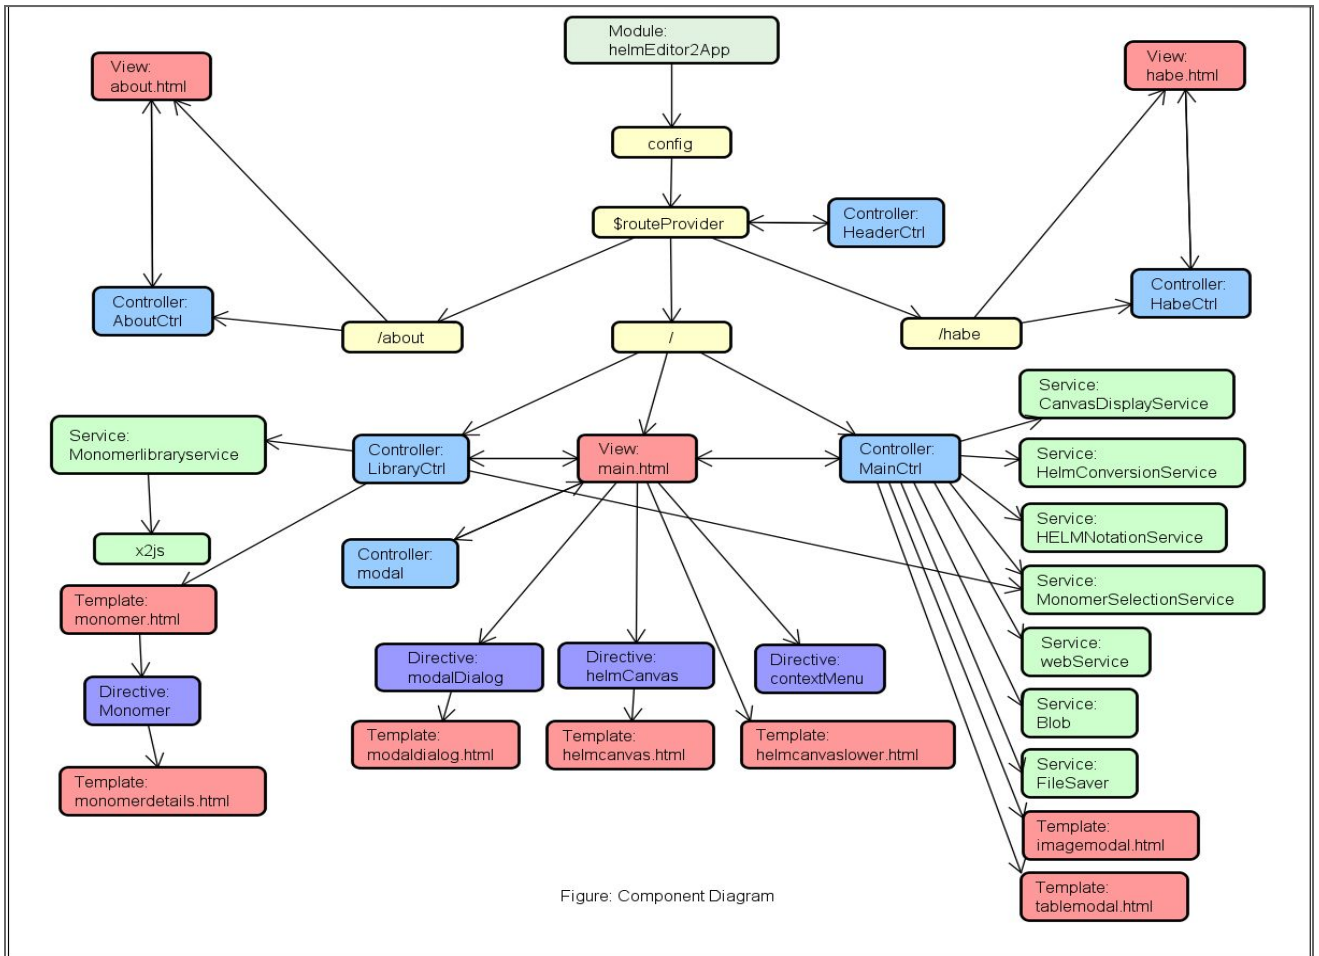 Module:
helmEditor2App
View:
about.html
View:
habe.html
config
$routeProvider
Controller:
HeaderCtrl
Controller:
AboutCtrl
/about
/
/habe
Controller:
HabeCtrl
Service:
Monomerlibraryservice
Controller:
LibraryCtrl
View:
main.html
Controller:
MainCtrl
Service:
CanvasDisplayService
Service:
HelmConversionService
Service:
HELMNotationService
Service:
MonomerSelectionService
x2js
Controller:
modal
Template:
monomer.html
Directive:
modalDialog
Directive:
helmCanvas
Directive:
contextMenu
Service:
webService
Directive:
Monomer
Service:
Blob
Template:
modaldialog.html
Template:
helmcanvas.html
Template:
helmcanvaslower.html
Service:
FileSaver
Template:
monomerdetails.html
Template:
imagemodal.html
Template:
tablemodal.html
Figure: Component Diagram